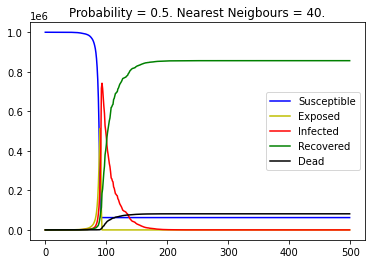 Probability = 0.5. Nearest Neigbours = 40.
1e6
1.0
0.8
0.6
0.4
0.2
0.0
Susceptible
Exposed
Infected
Recovered
Dead
0 100 200 300 400 500